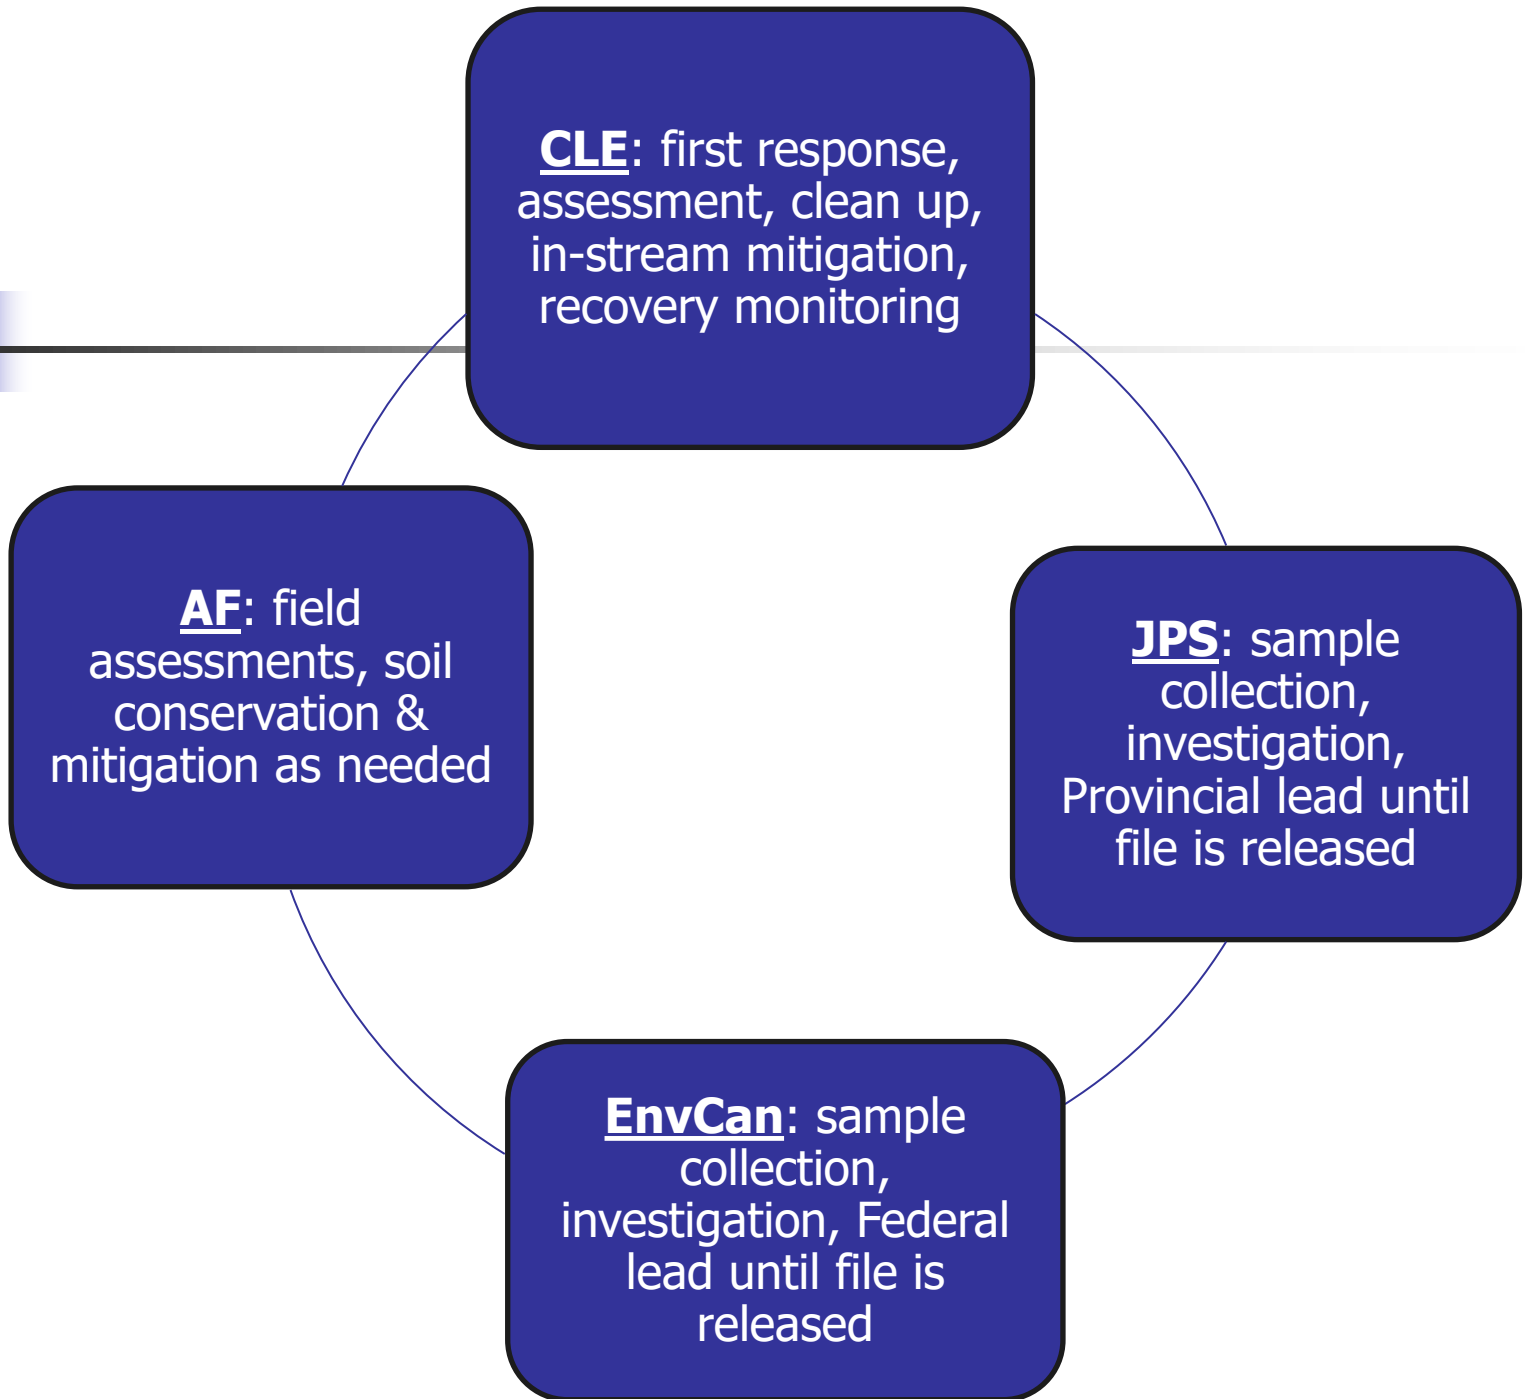 CLE: first response,
assessment, clean up,
in-stream mitigation,
recovery monitoring
AF: field
assessments, soil
conservation &
mitigation as needed
JPS: sample
collection,
investigation,
Provincial lead until
file is released
EnvCan: sample
collection,
investigation, Federal
lead until file is
released